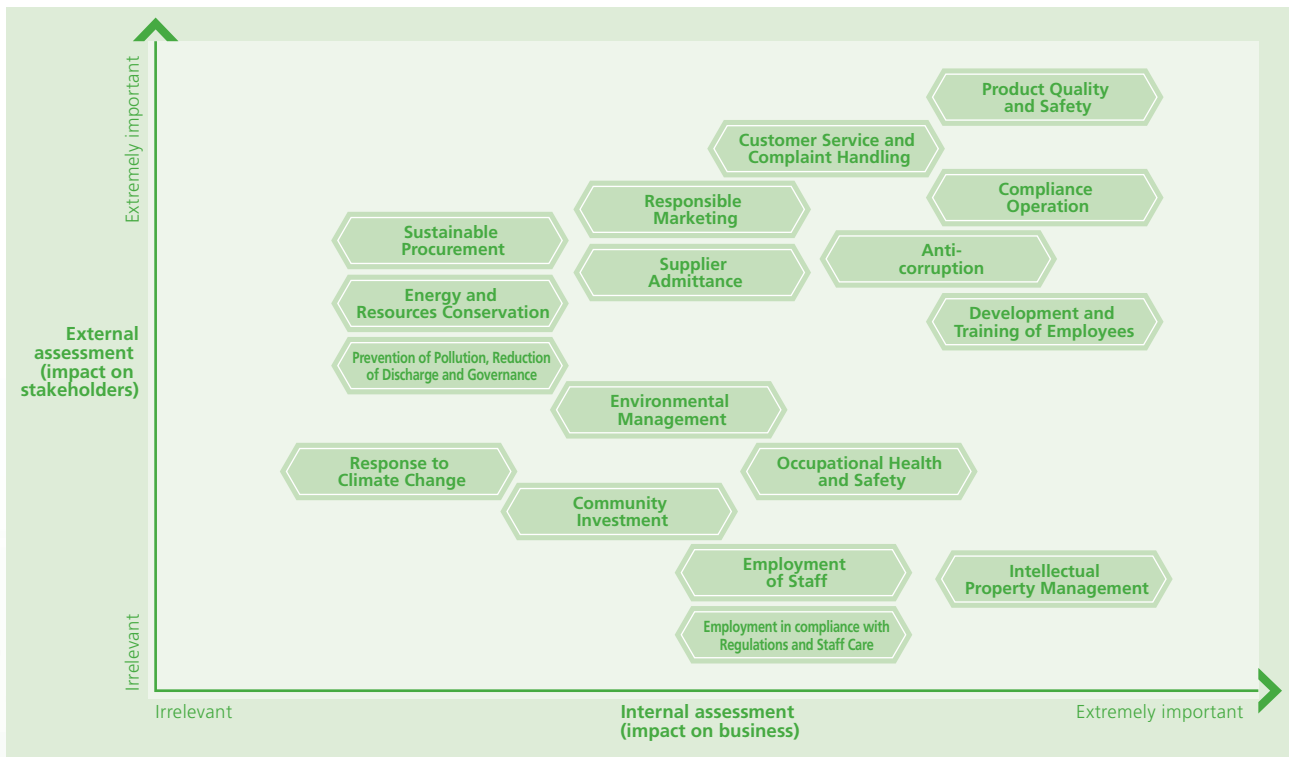 Extremely important
Product Quality
and Safety
Customer Service and
Complaint Handling
Compliance
Operation
Responsible
Marketing
Sustainable
Procurement
Anti-
corruption
Supplier
Admittance
Energy and
Resources Conservation
Development and
Training of Employees
External
assessment
(impact on
stakeholders)
Prevention of Pollution, Reduction
of Discharge and Governance
Environmental
Management
Response to
Climate Change
Occupational Health
and Safety
Community
Investment
Employment
of Staff
Intellectual
Property Management
Employment in compliance with
Regulations and Staff Care
Irrelevant
Irrelevant
Internal assessment
(impact on business)
Extremely important